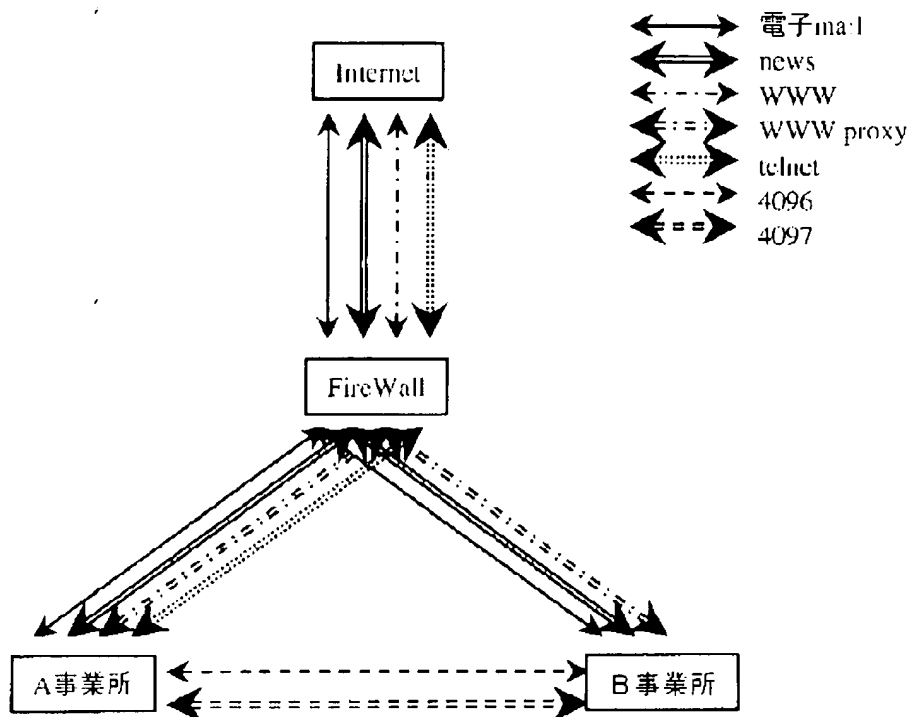 電子mail
Internet
news
WWW
WWW proxy
telnet
4096
4097
FireWall
A事業所
B事業所